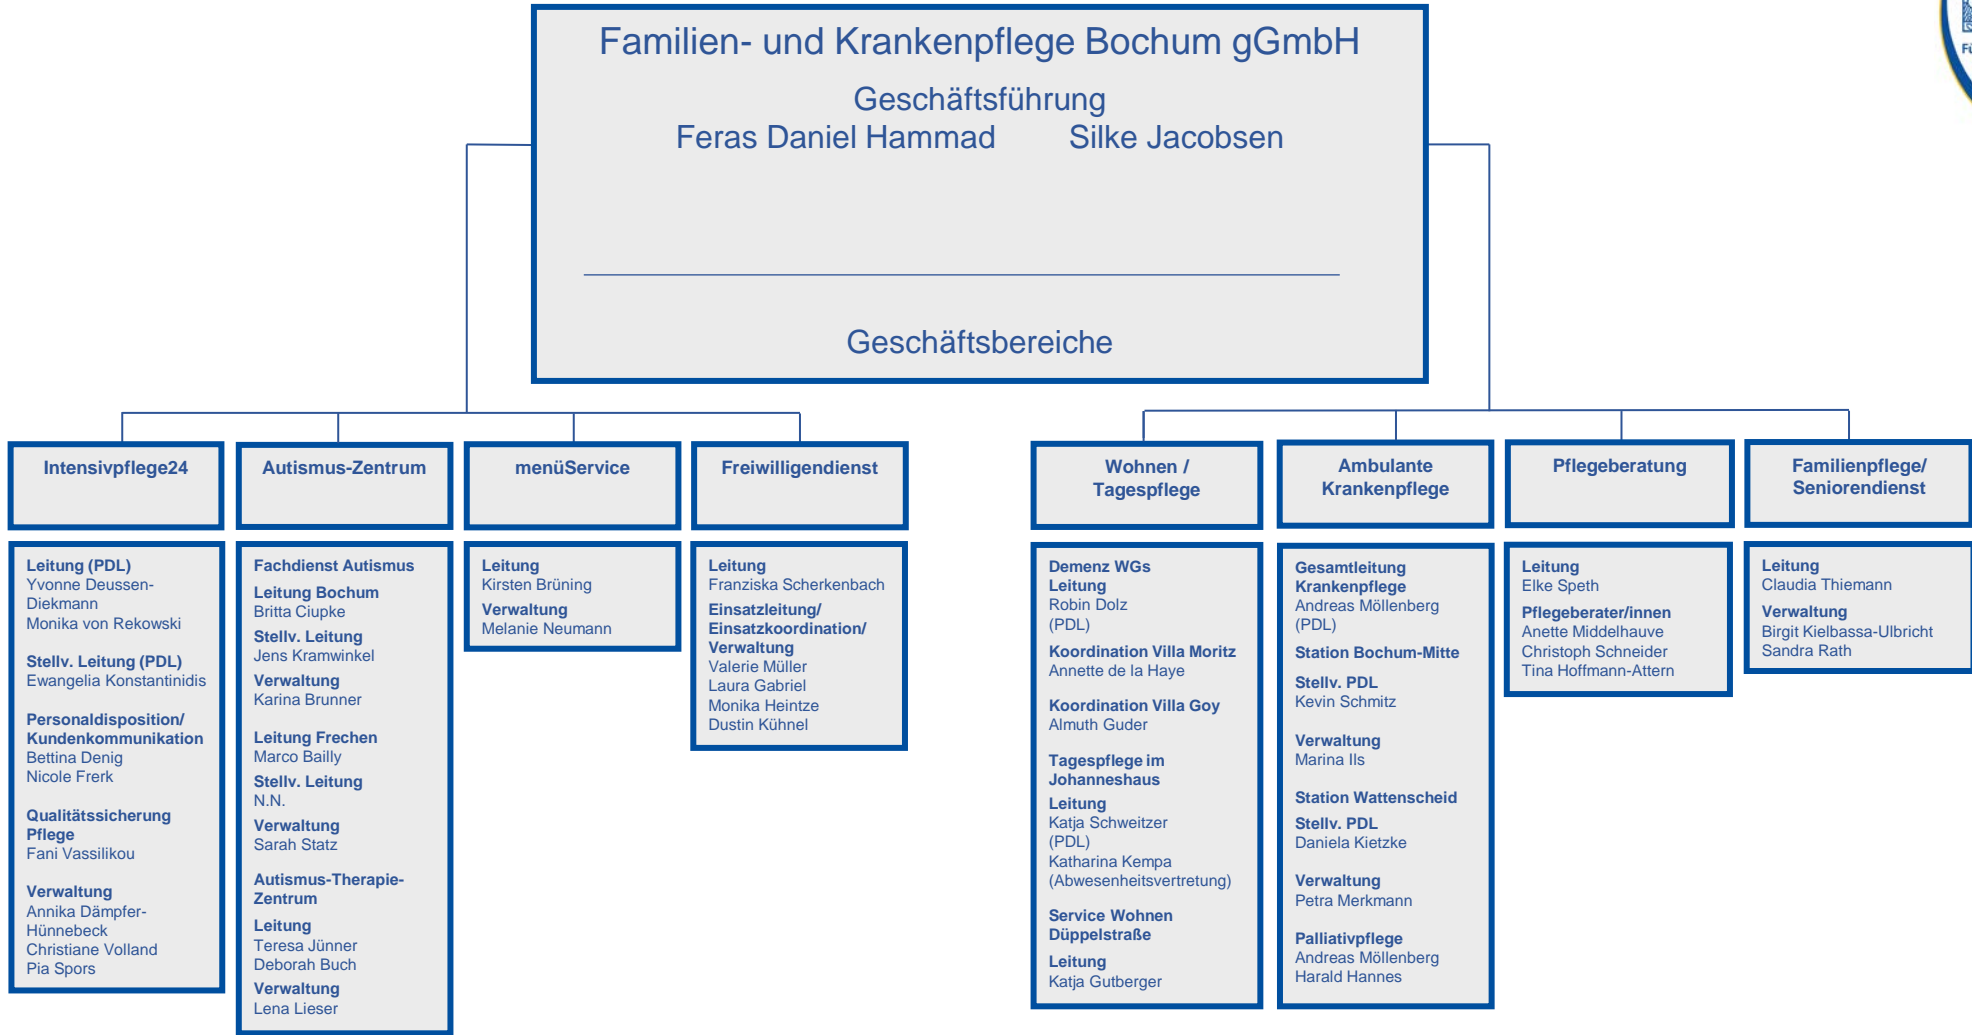 Familien- und Krankenpflege Bochum gGmbH
Geschäftsführung
Feras Daniel Hammad Silke Jacobsen
Geschäftsbereiche
Intensivpflege24
Leitung (PDL)
Yvonne Deussen-
Diekmann
Monika von Rekowski
Stellv. Leitung (PDL)
Ewangelia Konstantinidis
Personaldisposition/
Kundenkommunikation
Bettina Denig
Nicole Frerk
Qualitätssicherung
Pflege
Fani Vassilikou
Verwaltung
Annika Dämpfer-
Hünnebeck
Christiane Volland
Pia Spors
Autismus-Zentrum
Fachdienst Autismus
Leitung Bochum
Britta Ciupke
Stellv. Leitung
Jens Kramwinkel
Verwaltung
Karina Brunner
Leitung Frechen
Marco Bailly
Stellv. Leitung
N.N.
Verwaltung
Sarah Statz
Autismus-Therapie-
Zentrum
Leitung
Teresa Jünner
Deborah Buch
Verwaltung
Lena Lieser
menüService
Leitung
Kirsten Brüning
Verwaltung
Melanie Neumann
Freiwilligendienst
Leitung
Franziska Scherkenbach
Einsatzleitung/
Einsatzkoordination/
Verwaltung
Valerie Müller
Laura Gabriel
Monika Heintze
Dustin Kühnel
Wohnen /
Tagespflege
Demenz WGs
Leitung
Robin Dolz
(PDL)
Koordination Villa Moritz
Annette de la Haye
Koordination Villa Goy
Almuth Guder
Tagespflege im
Johanneshaus
Leitung
Katja Schweitzer
(PDL)
Katharina Kempa
(Abwesenheitsvertretung)
Service Wohnen
Düppelstraße
Leitung
Katja Gutberger
Ambulante
Krankenpflege
Gesamtleitung
Krankenpflege
Andreas Möllenberg
(PDL)
Station Bochum-Mitte
Stellv. PDL
Kevin Schmitz
Verwaltung
Marina Ils
Station Wattenscheid
Stellv. PDL
Daniela Kietzke
Verwaltung
Petra Merkmann
Palliativpflege
Andreas Möllenberg
Harald Hannes
Pflegeberatung
Leitung
Elke Speth
Pflegeberater/innen
Anette Middelhauve
Christoph Schneider
Tina Hoffmann-Attern
Familienpflege/
Seniorendienst
Leitung
Claudia Thiemann
Verwaltung
Birgit Kielbassa-Ulbricht
Sandra Rath